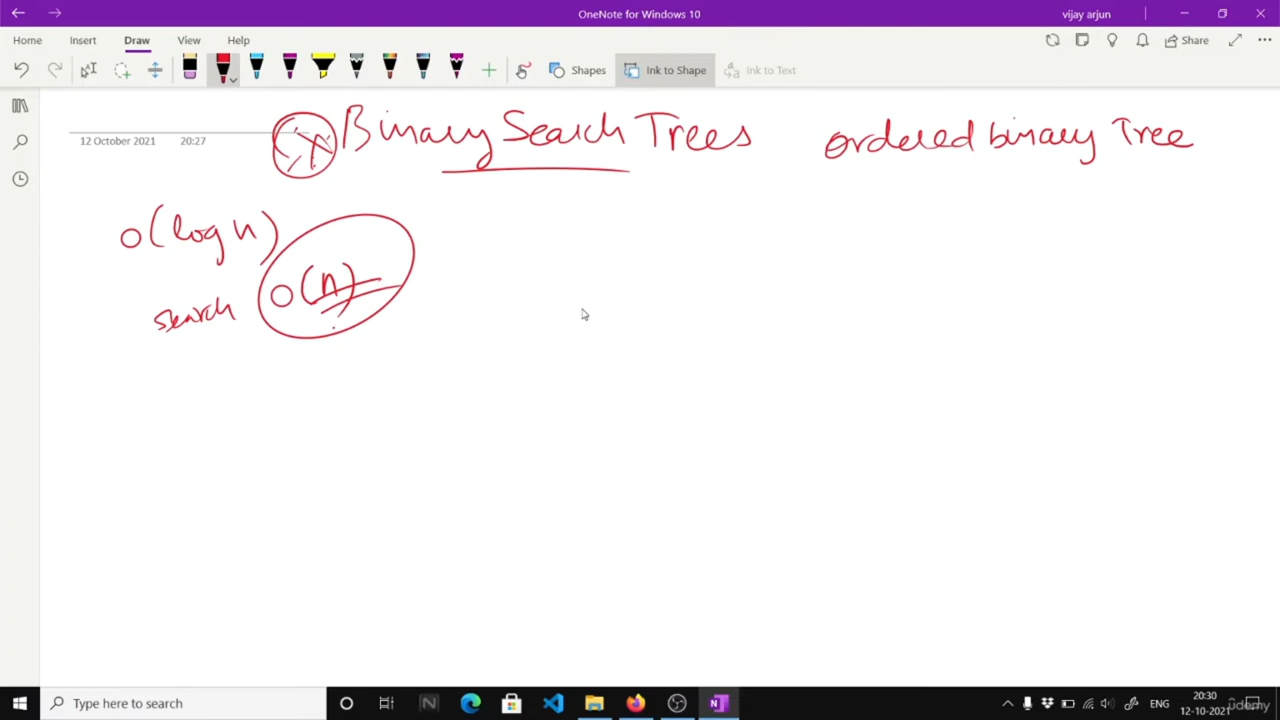 OneNote for Windows 10
vijay arjun
Home Insert Draw View Help
Share
Shapes Ink to Shape Ink to Text
Binary Search Trees ordered binary Tree
12 October 2021 20:27
O(log n)
O(n)
search
Type here to search
ENG
20:30
12-10-2021
ûdemy